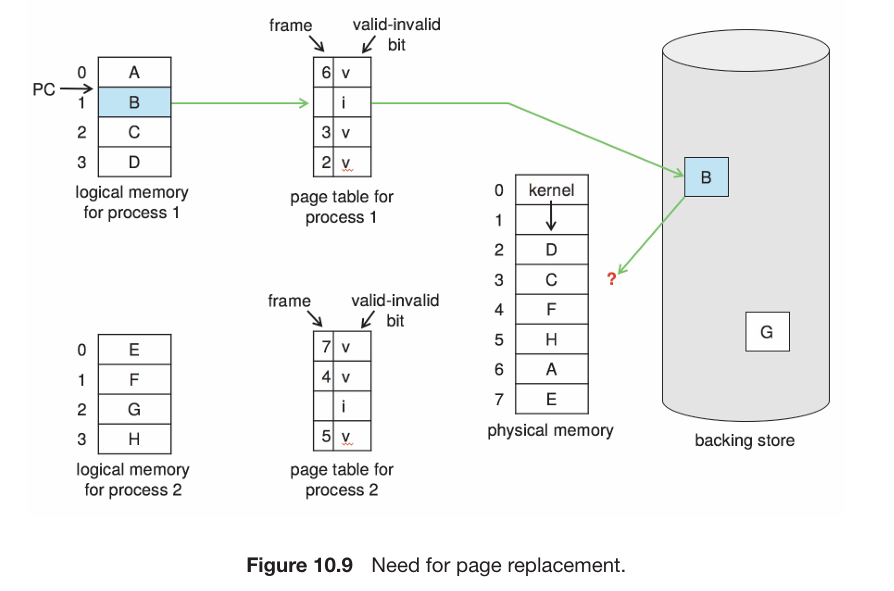 frame
valid-invalid
bit
PC
0 A
1 B
2 C
3 D
logical memory
for process 1
6 v
i
3 v
2 v
page table for
process 1
0 kernel
1
2 D
3 C
4 F
5 H
6 A
7 E
physical memory
?
B
G
backing store
frame
valid-invalid
bit
0 E
1 F
2 G
3 H
logical memory
for process 2
7 v
4 v
i
5 v
page table for
process 2
Figure 10.9 Need for page replacement.